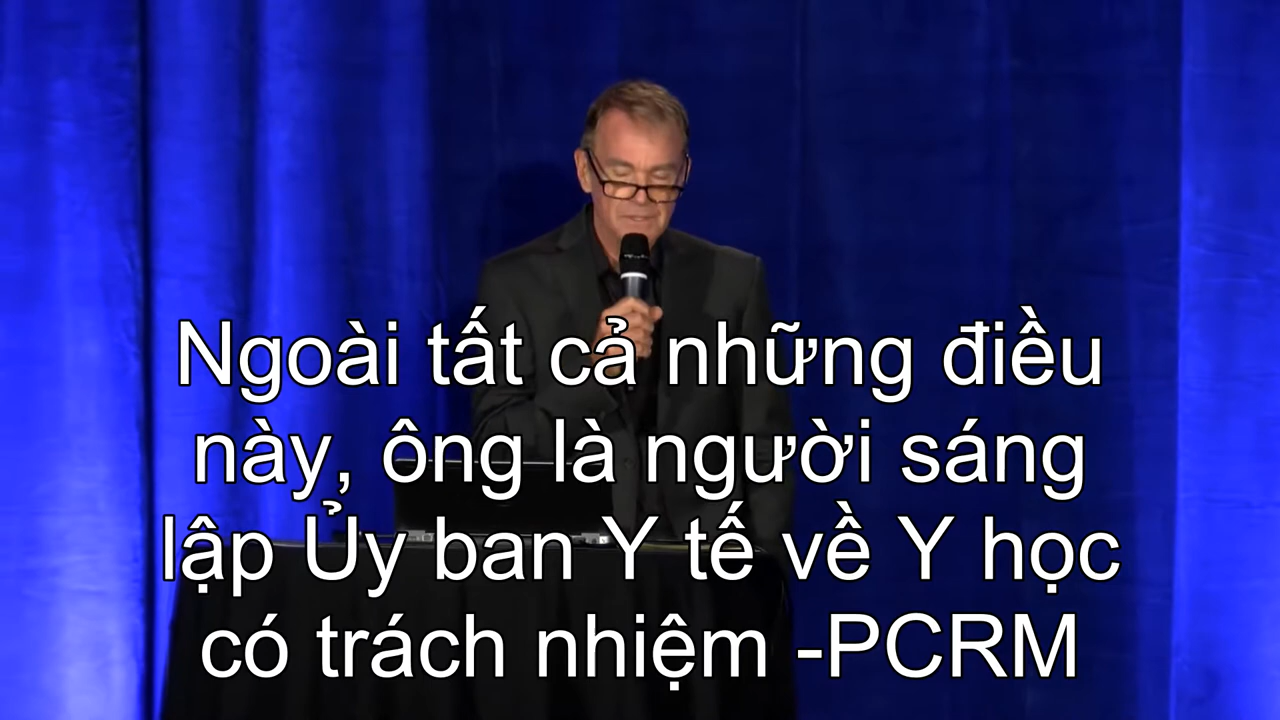 Ngoài tất cả những điều
này, ông là người sáng
lập Ủy ban Y tế về Y học
có trách nhiệm -PCRM